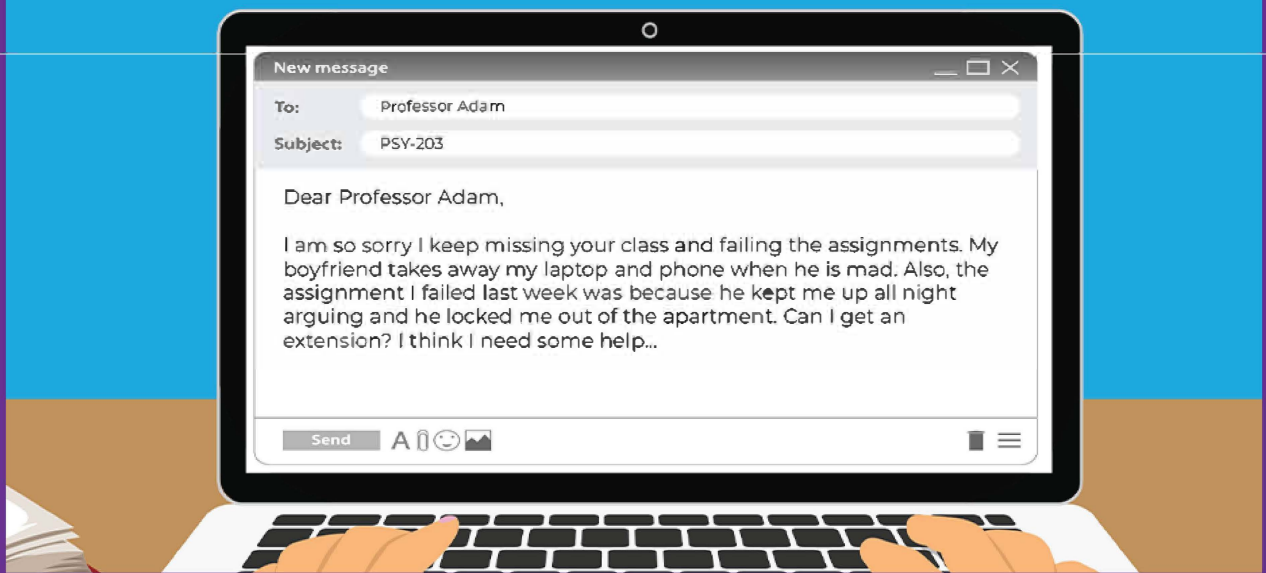 New message
To: Professor Adam
Subject: PSY-203
Dear Professor Adam,
I am so sorry I keep missing your class and failing the assignments. My
boyfriend takes away my laptop and phone when he is mad. Also, the
assignment I failed last week was because he kept me up all night
arguing and he locked me out of the apartment. Can I get an
extension? I think I need some help...
Send A